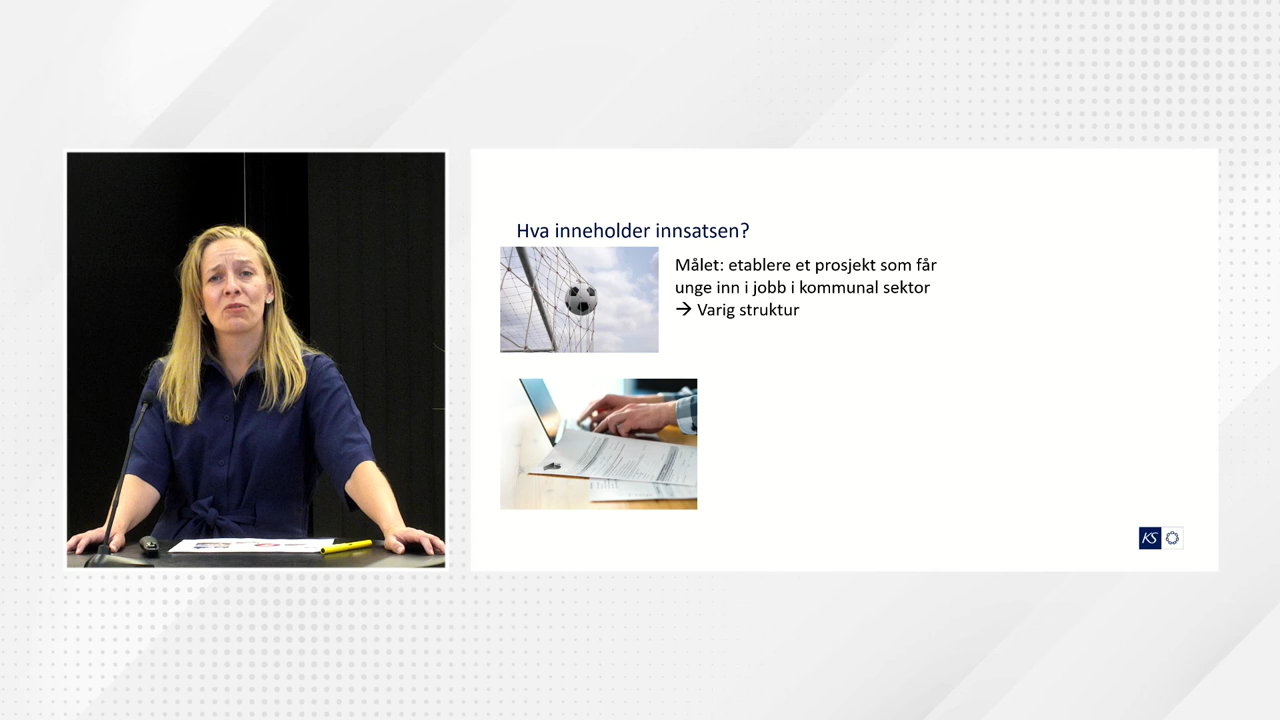 Hva inneholder innsatsen?
Målet: etablere et prosjekt som får
unge inn i jobb i kommunal sektor
→ Varig struktur
KS